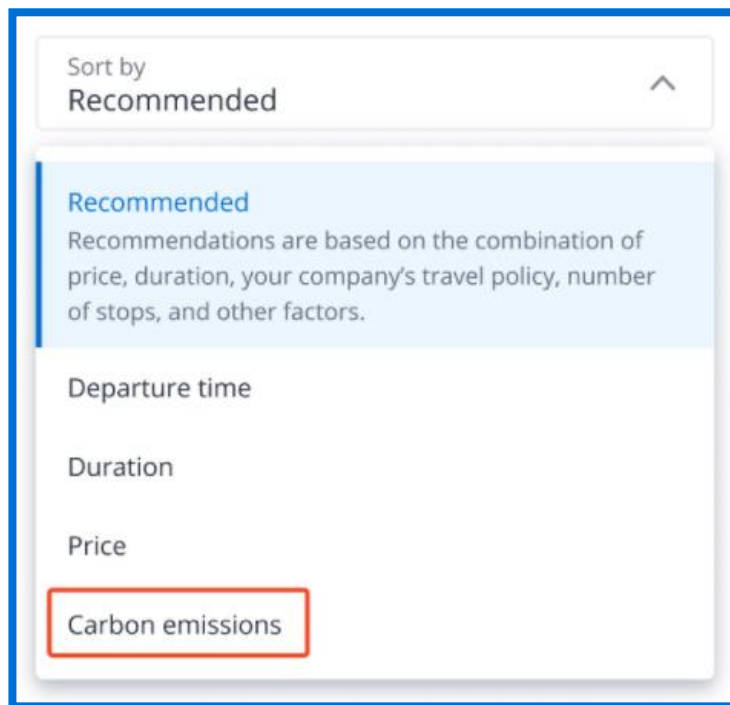 Sort by
Recommended
Recommended
Recommendations are based on the combination of
price, duration, your company’s travel policy, number
of stops, and other factors.
Departure time
Duration
Price
Carbon emissions